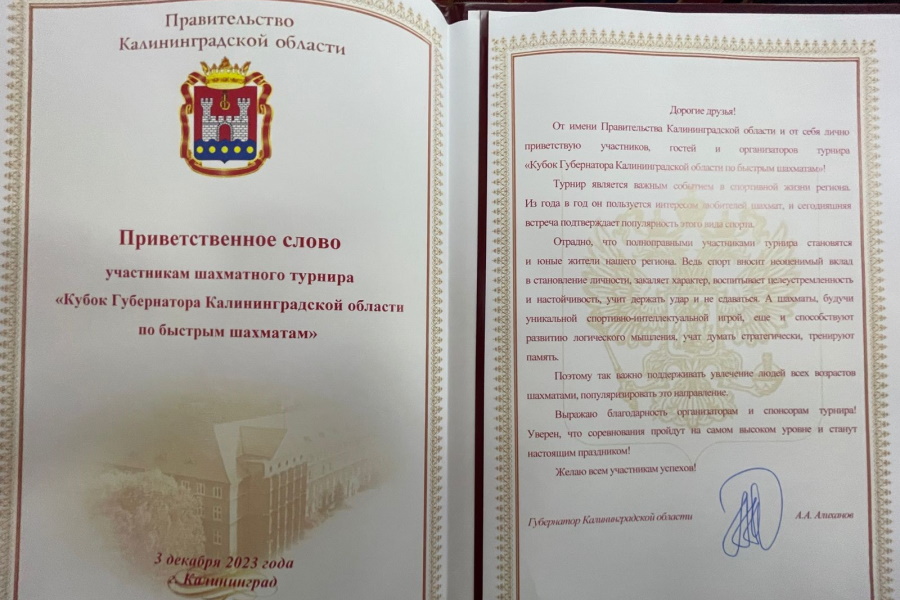 Правительство
Калининградской области
Приветственное слово
участникам шахматного турнира
«Кубок Губернатора Калининградской области
по быстрым шахматам»
3 декабря 2023 года
г. Калининград
Дорогие друзья!
От имени Правительства Калининградской области и от себя лично
приветствую участников, гостей и организаторов турнира
«Кубок Губернатора Калининградской области по быстрым шахматам»!
Турнир является важным событием в спортивной жизни региона.
Из года в год он пользуется интересом любителей шахмат, и сегодняшняя
встреча подтверждает популярность этого вида спорта.
Отрадно, что полноправными участниками турнира становятся
и юные жители нашего региона. Ведь спорт вносит неоценимый вклад
в становление личности, закаляет характер, воспитывает целеустремленность
и настойчивость, учит держать удар и не сдаваться. А шахматы, будучи
уникальной спортивно-интеллектуальной игрой, еще и способствуют
развитию логического мышления, учат думать стратегически, тренируют
память.
Поэтому так важно поддерживать увлечение людей всех возрастов
шахматами, популяризировать это направление.
Выражаю благодарность организаторам и спонсорам турнира!
Уверен, что соревнования пройдут на самом высоком уровне и станут
настоящим праздником!
Желаю всем участникам успехов!
Губернатор Калининградской области А.А. Алиханов